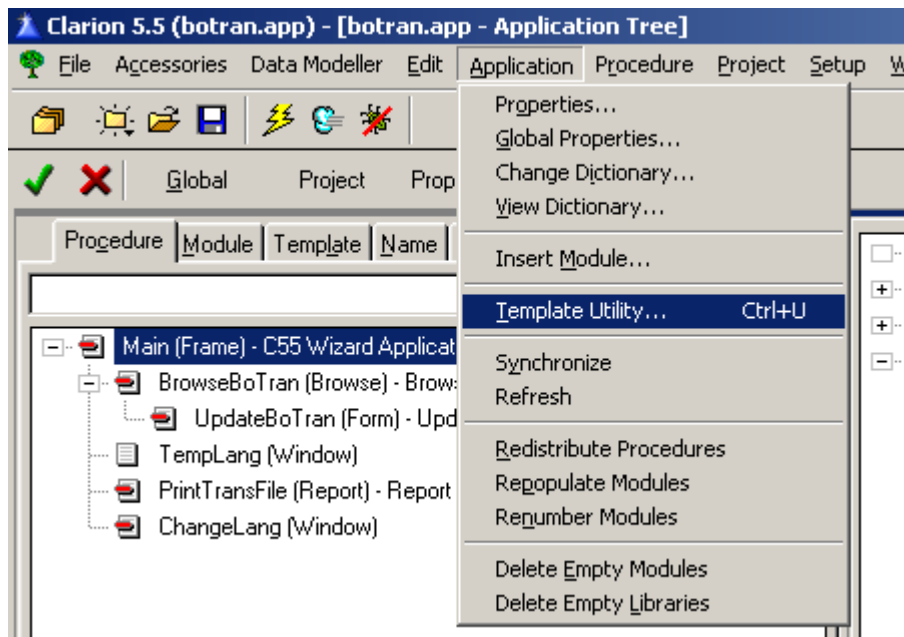 Clarion 5.5 (botran.app) - [botran.app - Application Tree]
File Accessories Data Modeller Edit Application Procedure Project Setup
Properties...
Global Properties...
Change Dictionary...
View Dictionary...
Insert Module...
Template Utility... Ctrl+U
Synchronize
Refresh
Redistribute Procedures
Repopulate Modules
Renumber Modules
Delete Empty Modules
Delete Empty Libraries
Global Project Prop
Procedure Module Template Name
Main (Frame) - C55 Wizard Applicat
BrowseBoTran (Browse) - Brows
UpdateBoTran (Form) - Upd
TempLang (Window)
PrintTransFile (Report) - Report
ChangeLang (Window)